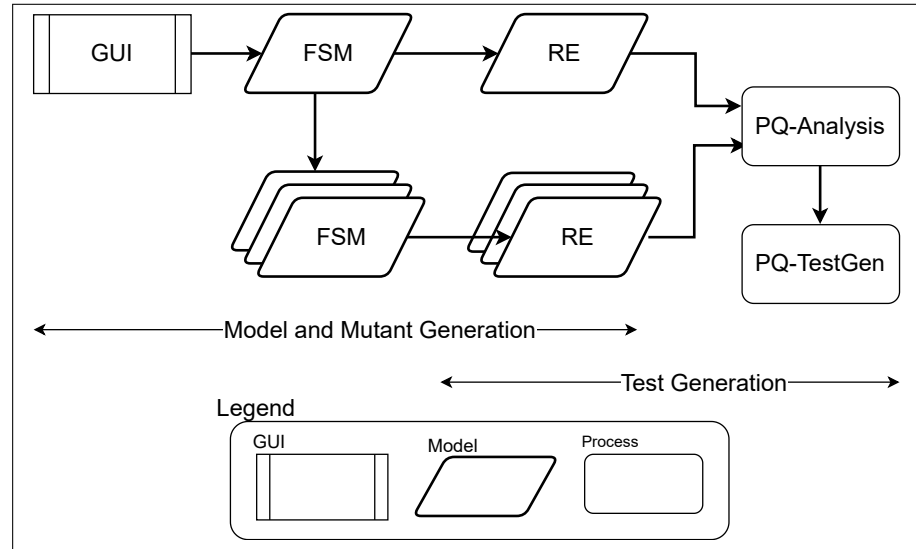 GUI
FSM
RE
PQ-Analysis
FSM
RE
PQ-TestGen
Model and Mutant Generation
Test Generation
Legend
GUI
Model
Process